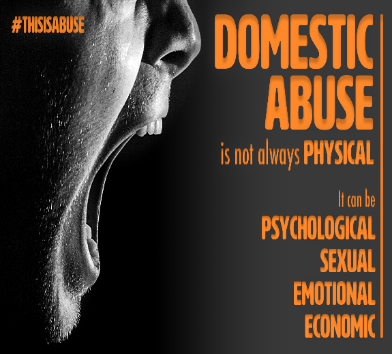 #THISISABUSE
DOMESTIC
ABUSE
is not always PHYSICAL
It can be
PSYCHOLOGICAL
SEXUAL
EMOTIONAL
ECONOMIC